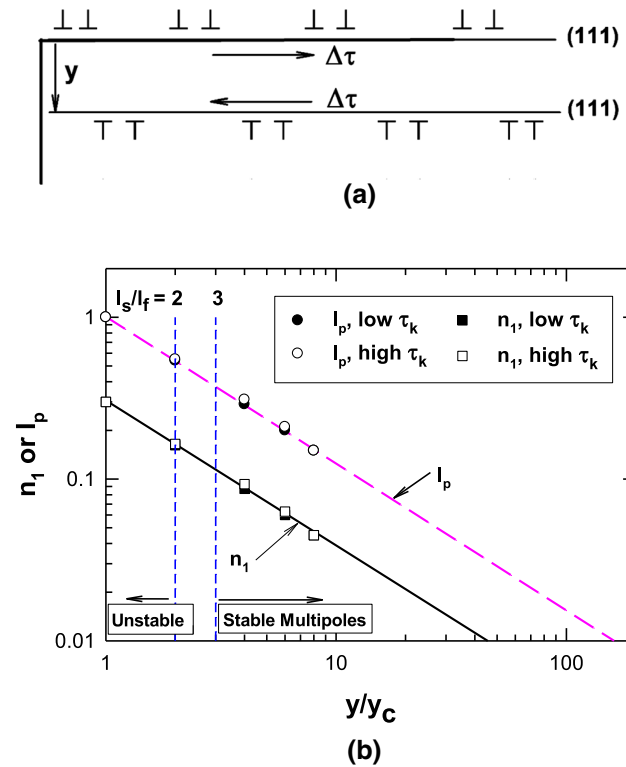 (111)
Δτ
y
Δτ
(111)
(a)
l_s/l_f = 2 3
l_p, low τ_k
n_1, low τ_k
l_p, high τ_k
n_1, high τ_k
1
n_1 or l_p
0.1
l_p
n_1
Unstable
Stable Multipoles
0.01
1
10
100
y/y_c
(b)